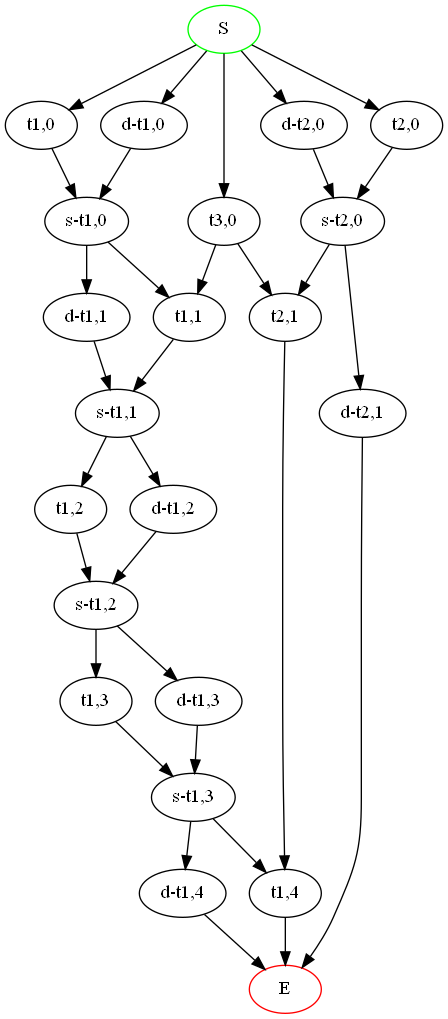 S
t1,0
d-t1,0
d-t2,0
t2,0
s-t1,0
t3,0
s-t2,0
d-t1,1
t1,1
t2,1
s-t1,1
d-t2,1
t1,2
d-t1,2
s-t1,2
t1,3
d-t1,3
s-t1,3
d-t1,4
t1,4
E